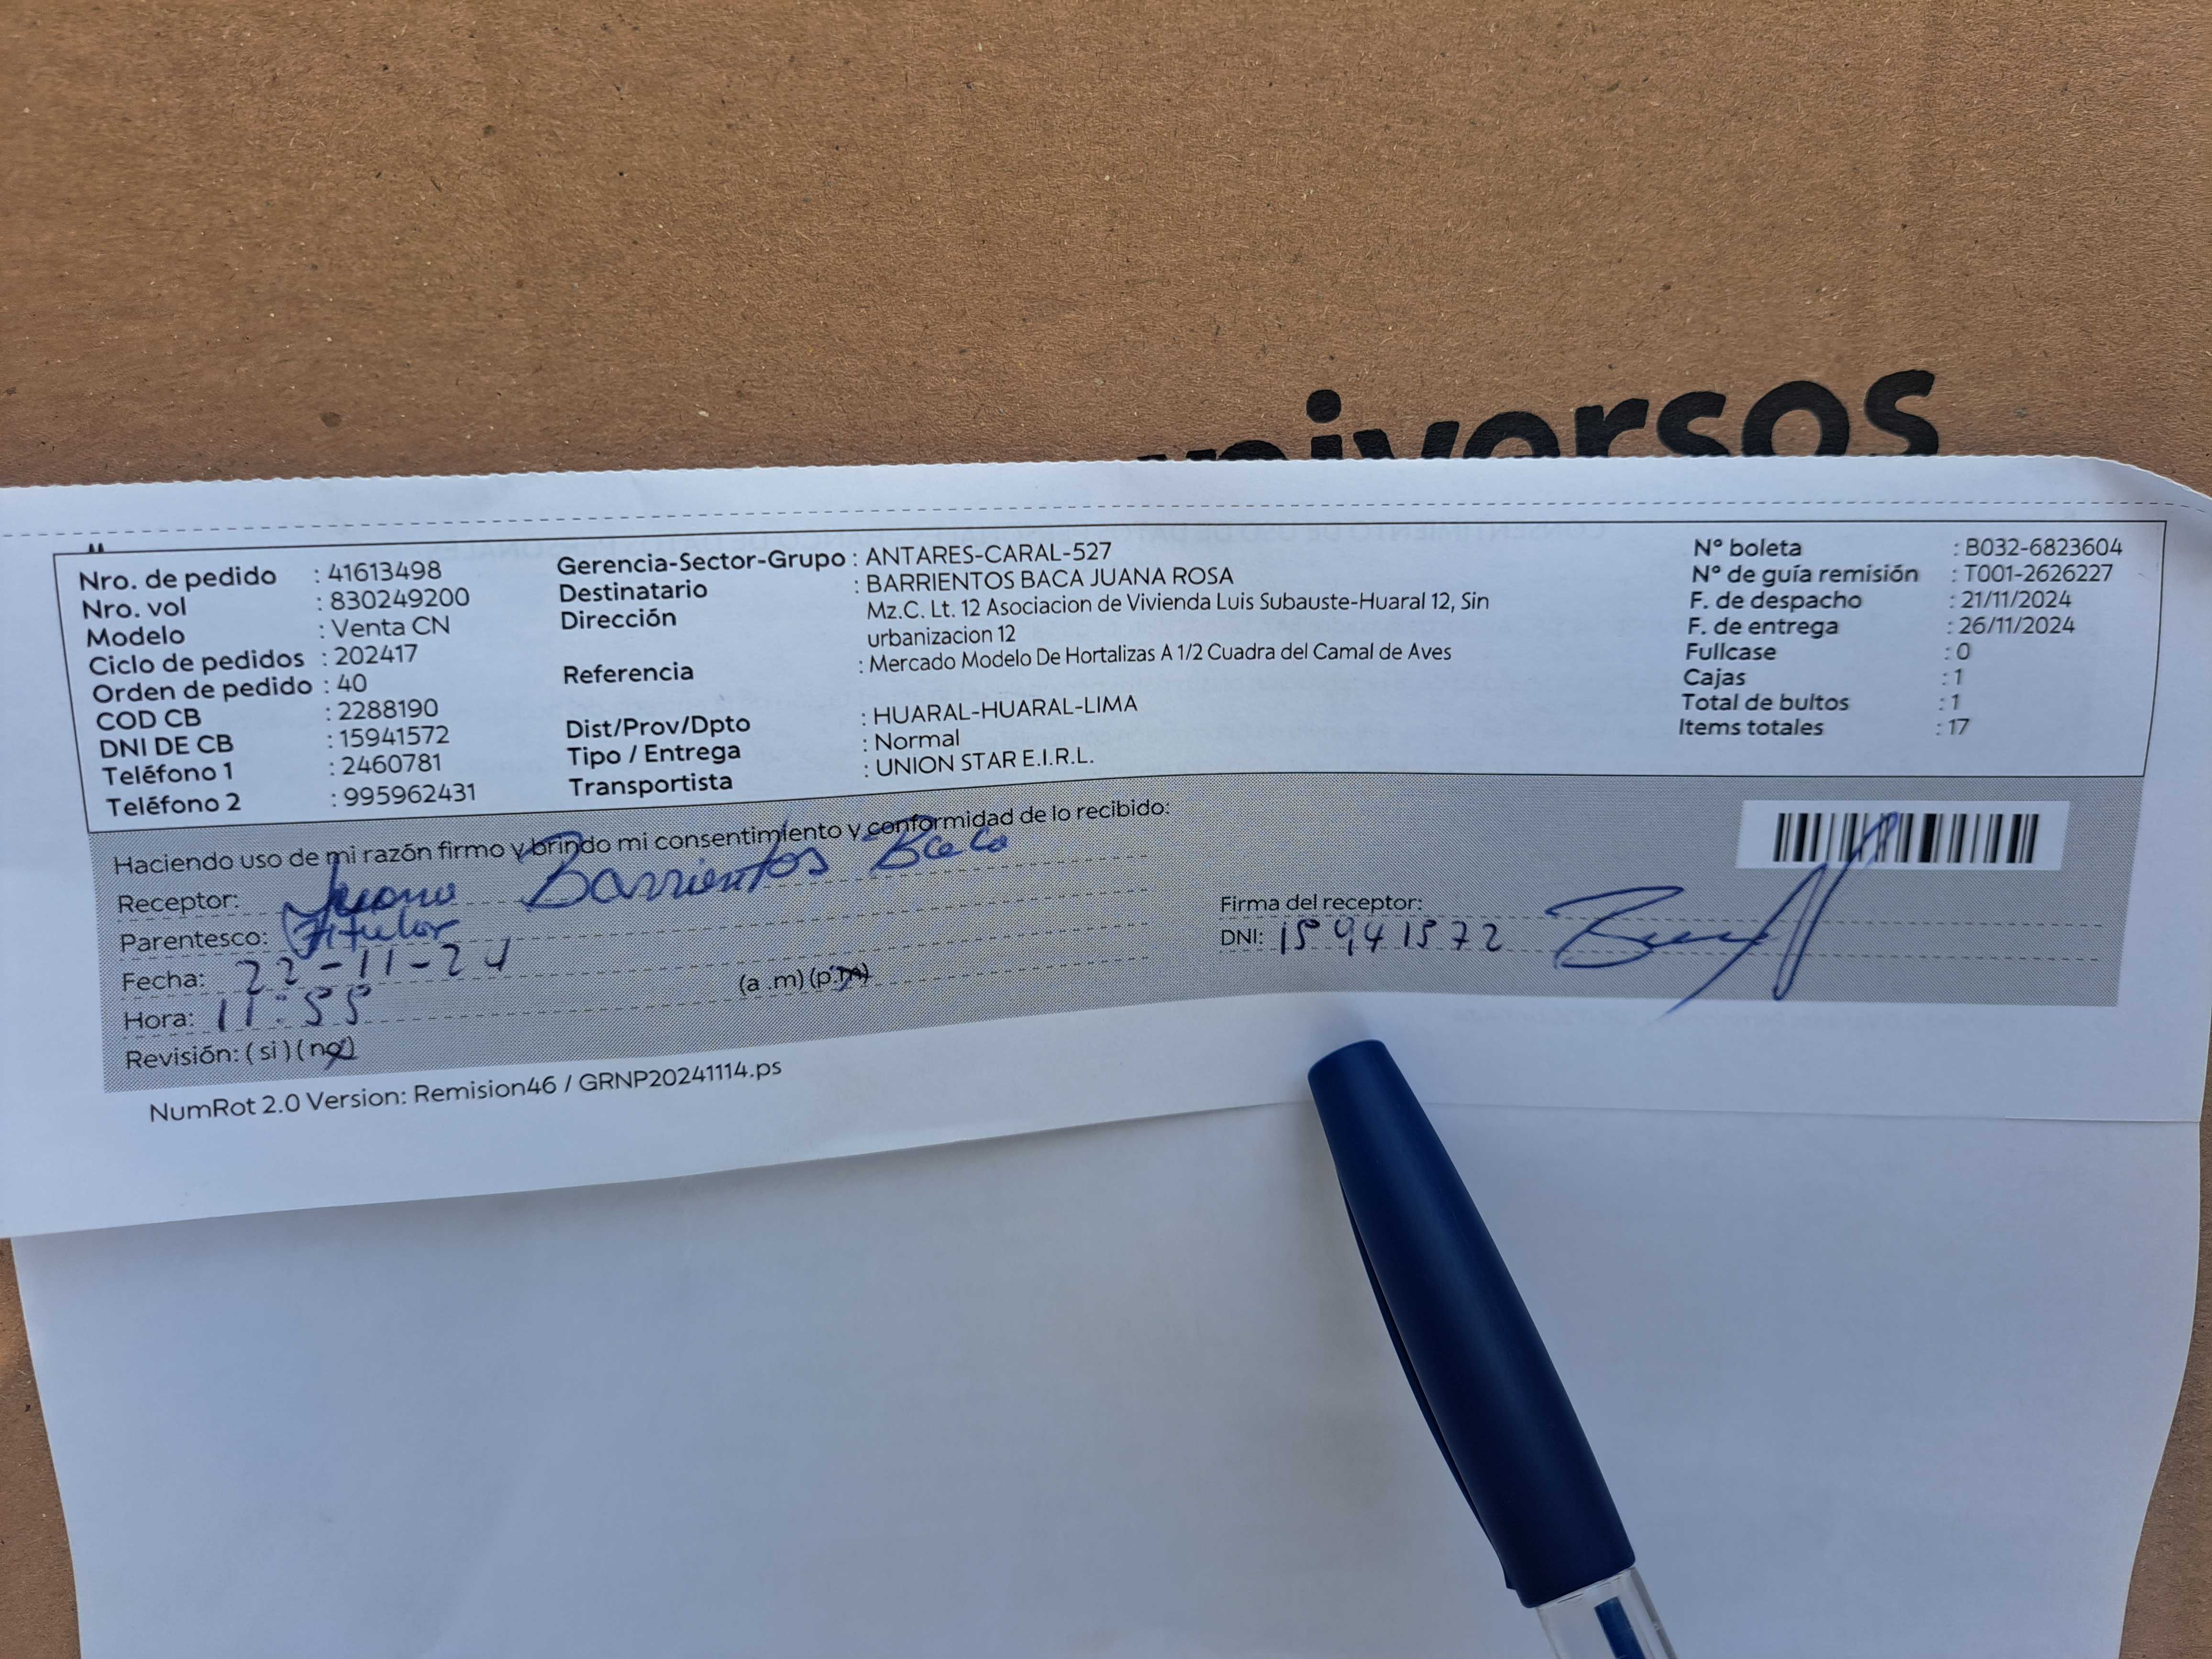 universos
Nro. de pedido : 41613498
Nro. vol : 830249200
Modelo : Venta CN
Ciclo de pedidos : 202417
Orden de pedido : 40
COD CB : 2288190
DNI DE CB : 15941572
Teléfono 1 : 2460781
Teléfono 2 : 995962431
Gerencia-Sector-Grupo : ANTARES-CARAL-527
Destinatario : BARRIENTOS BACA JUANA ROSA
Dirección Mz.C. Lt. 12 Asociacion de Vivienda Luis Subauste-Huaral 12, Sin
urbanizacion 12
Referencia : Mercado Modelo De Hortalizas A 1/2 Cuadra del Camal de Aves
Dist/Prov/Dpto : HUARAL-HUARAL-LIMA
Tipo / Entrega : Normal
Transportista : UNION STAR E.I.R.L.
Nº boleta : B032-6823604
Nº de guía remisión : T001-2626227
F. de despacho : 21/11/2024
F. de entrega : 26/11/2024
Fullcase : 0
Cajas : 1
Total de bultos : 1
Items totales : 17
Haciendo uso de mi razón firmo y brindo mi consentimiento y conformidad de lo recibido:
Receptor: Juana Barrientos Baca
Parentesco: Titular
Fecha: 22-11-24
Hora: 11:55 (a .m) (p.m)
Revisión: (si) (no)
Firma del receptor:
DNI: 15941572
NumRot 2.0 Version: Remision46 / GRNP20241114.ps